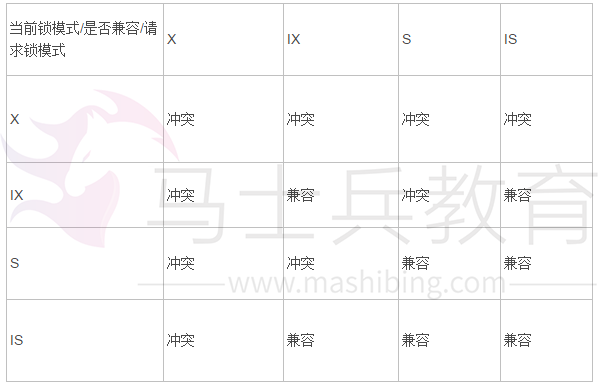 当前锁模式/是否兼容/请求锁模式 X IX S IS
X 冲突 冲突 冲突 冲突
IX 冲突 兼容 冲突 兼容
S 冲突 冲突 兼容 兼容
IS 冲突 兼容 兼容 兼容
马士兵教育
www.mashibing.com